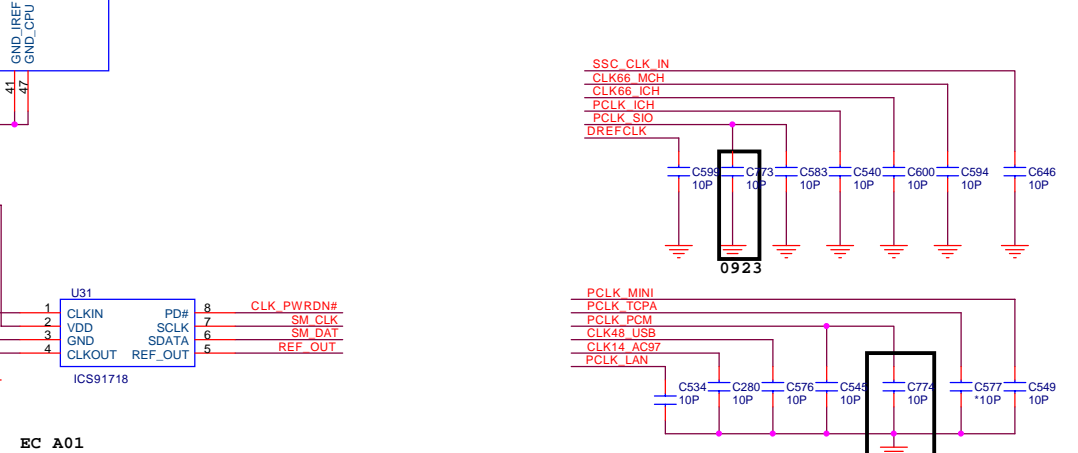 GND_IREF
GND_CPU
41
47
SSC_CLK_IN
CLK66_MCH
CLK66_ICH
PCLK_ICH
PCLK_SIO
DREFCLK
C599 C773 C583 C540 C600 C594 C646
10P 10P 10P 10P 10P 10P 10P
0923
U31
1 CLKIN PD# 8 CLK_PWRDN#
2 VDD SCLK 7 SM_CLK
3 GND SDATA 6 SM_DAT
4 CLKOUT REF_OUT 5 REF_OUT
ICS91718
PCLK_MINI
PCLK_TCPA
PCLK_PCM
CLK48_USB
CLK14_AC97
PCLK_LAN
C534 C280 C576 C545 C774 C577 C549
10P 10P 10P 10P 10P *10P 10P
EC A01